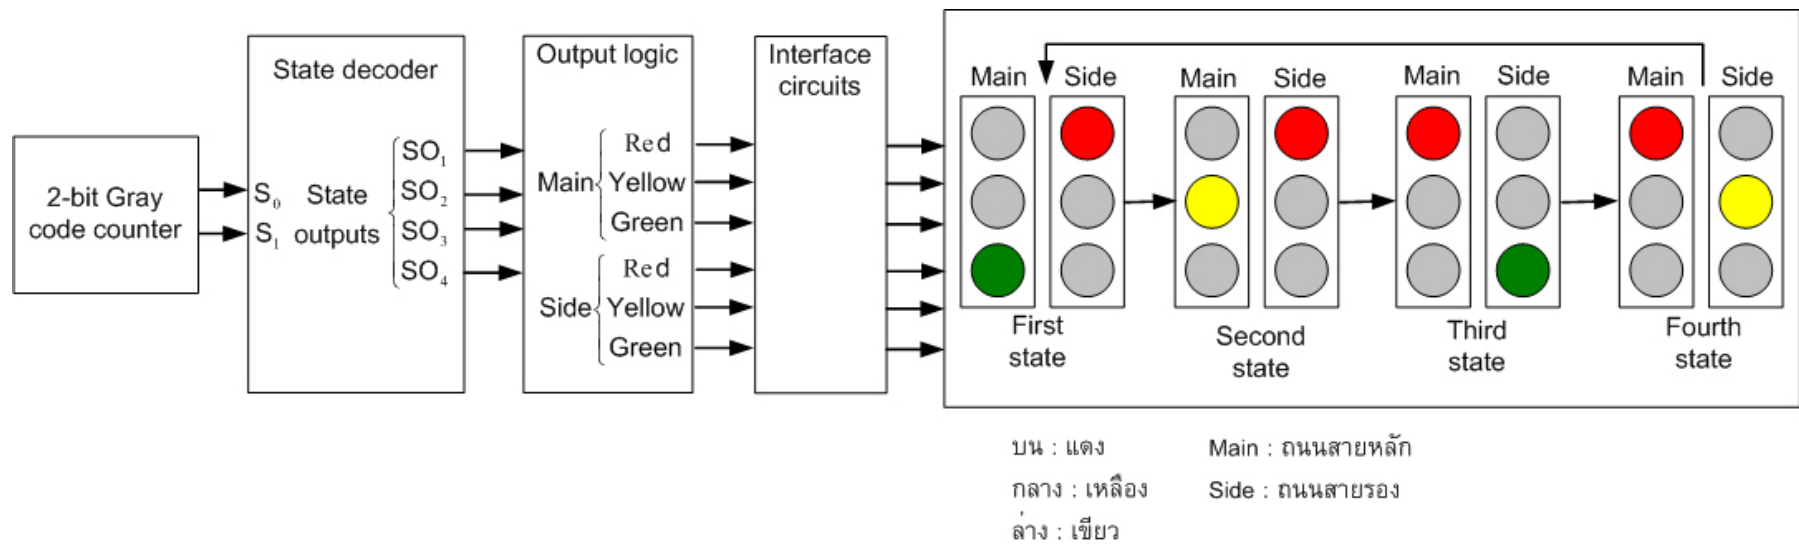 2-bit Gray
code counter
State decoder
S₀ State
S₁ outputs
SO₁
SO₂
SO₃
SO₄
Output logic
Main
Red
Yellow
Green
Side
Red
Yellow
Green
Interface
circuits
Main Side
Main Side
Main Side
Main Side
First
state
Second
state
Third
state
Fourth
state
บน : แดง
กลาง : เหลือง
ล่าง : เขียว
Main : ถนนสายหลัก
Side : ถนนสายรอง